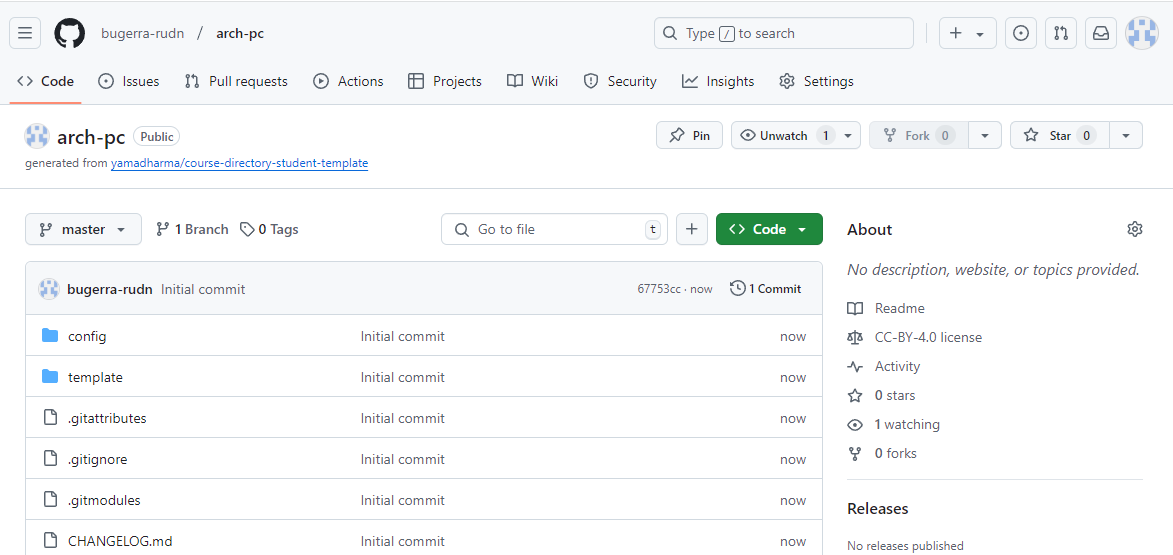 bugerra-rudn / arch-pc
Type / to search
Code Issues Pull requests Actions Projects Wiki Security Insights Settings
arch-pc Public
Pin Unwatch 1 Fork 0 Star 0
generated from yamadharma/course-directory-student-template
master 1 Branch 0 Tags Go to file t Code
bugerra-rudn Initial commit 67753cc · now 1 Commit
config Initial commit now
template Initial commit now
.gitattributes Initial commit now
.gitignore Initial commit now
.gitmodules Initial commit now
CHANGELOG.md Initial commit now
About
No description, website, or topics provided.
Readme
CC-BY-4.0 license
Activity
0 stars
1 watching
0 forks
Releases
No releases published